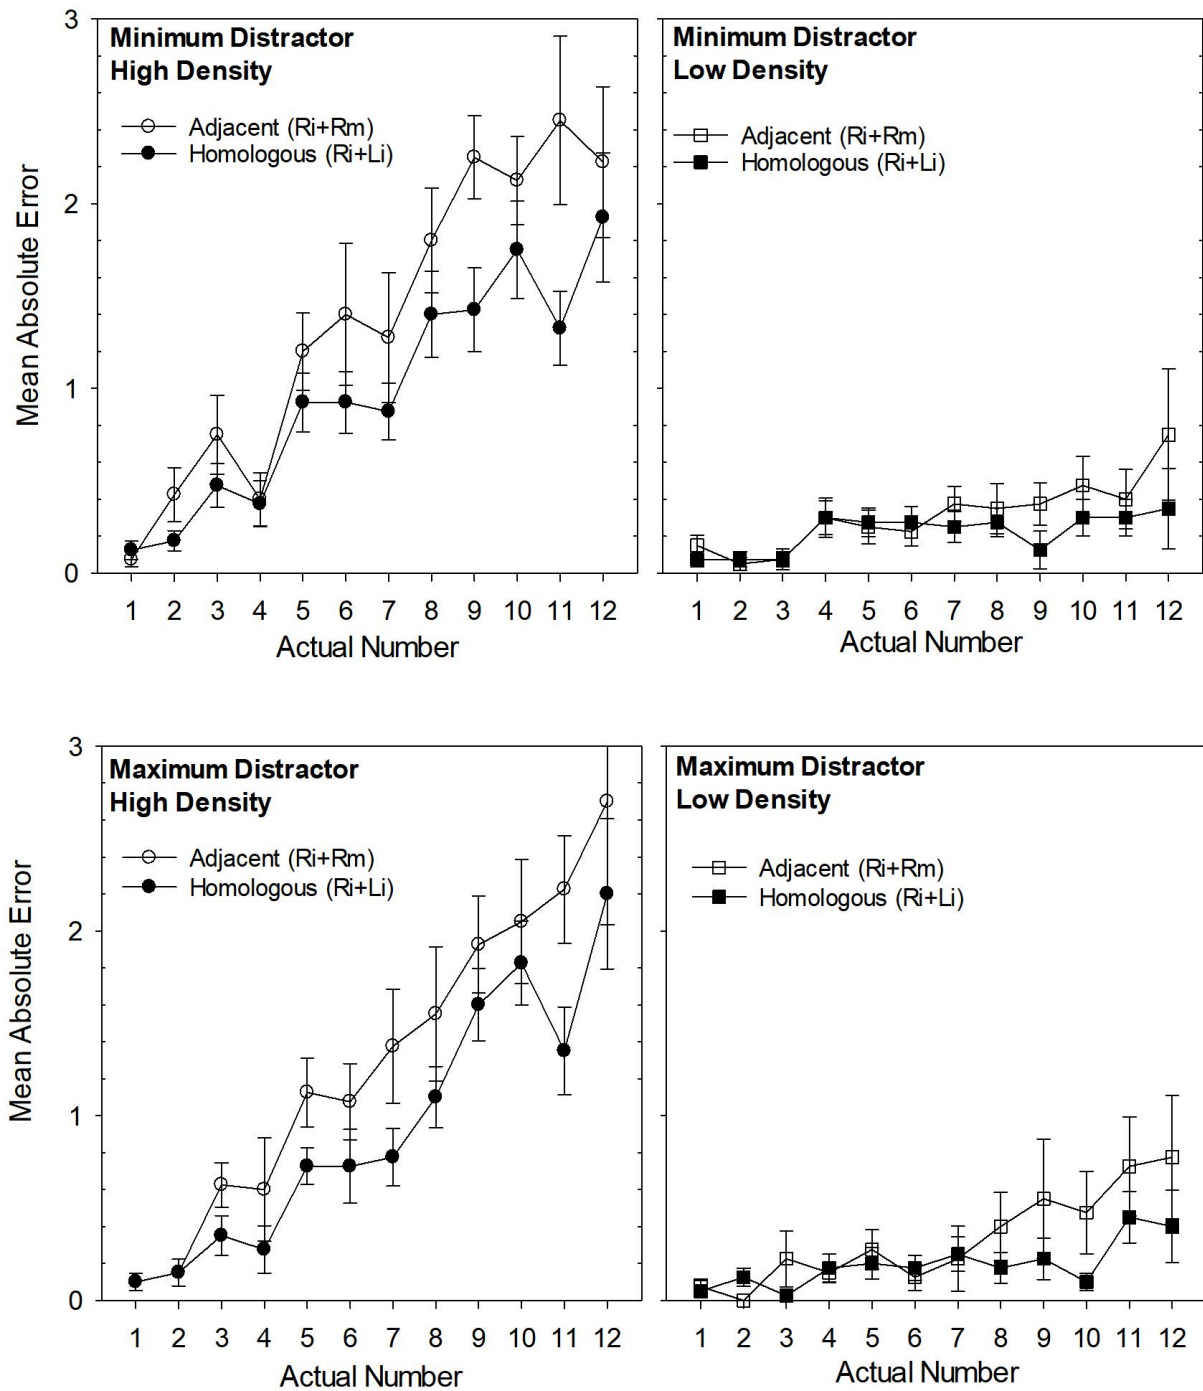 Minimum Distractor
High Density
Adjacent (Ri+Rm)
Homologous (Ri+Li)
3
2
1
0
Mean Absolute Error
1 2 3 4 5 6 7 8 9 10 11 12
Actual Number
Minimum Distractor
Low Density
Adjacent (Ri+Rm)
Homologous (Ri+Li)
1 2 3 4 5 6 7 8 9 10 11 12
Actual Number
Maximum Distractor
High Density
Adjacent (Ri+Rm)
Homologous (Ri+Li)
3
2
1
0
Mean Absolute Error
1 2 3 4 5 6 7 8 9 10 11 12
Actual Number
Maximum Distractor
Low Density
Adjacent (Ri+Rm)
Homologous (Ri+Li)
1 2 3 4 5 6 7 8 9 10 11 12
Actual Number